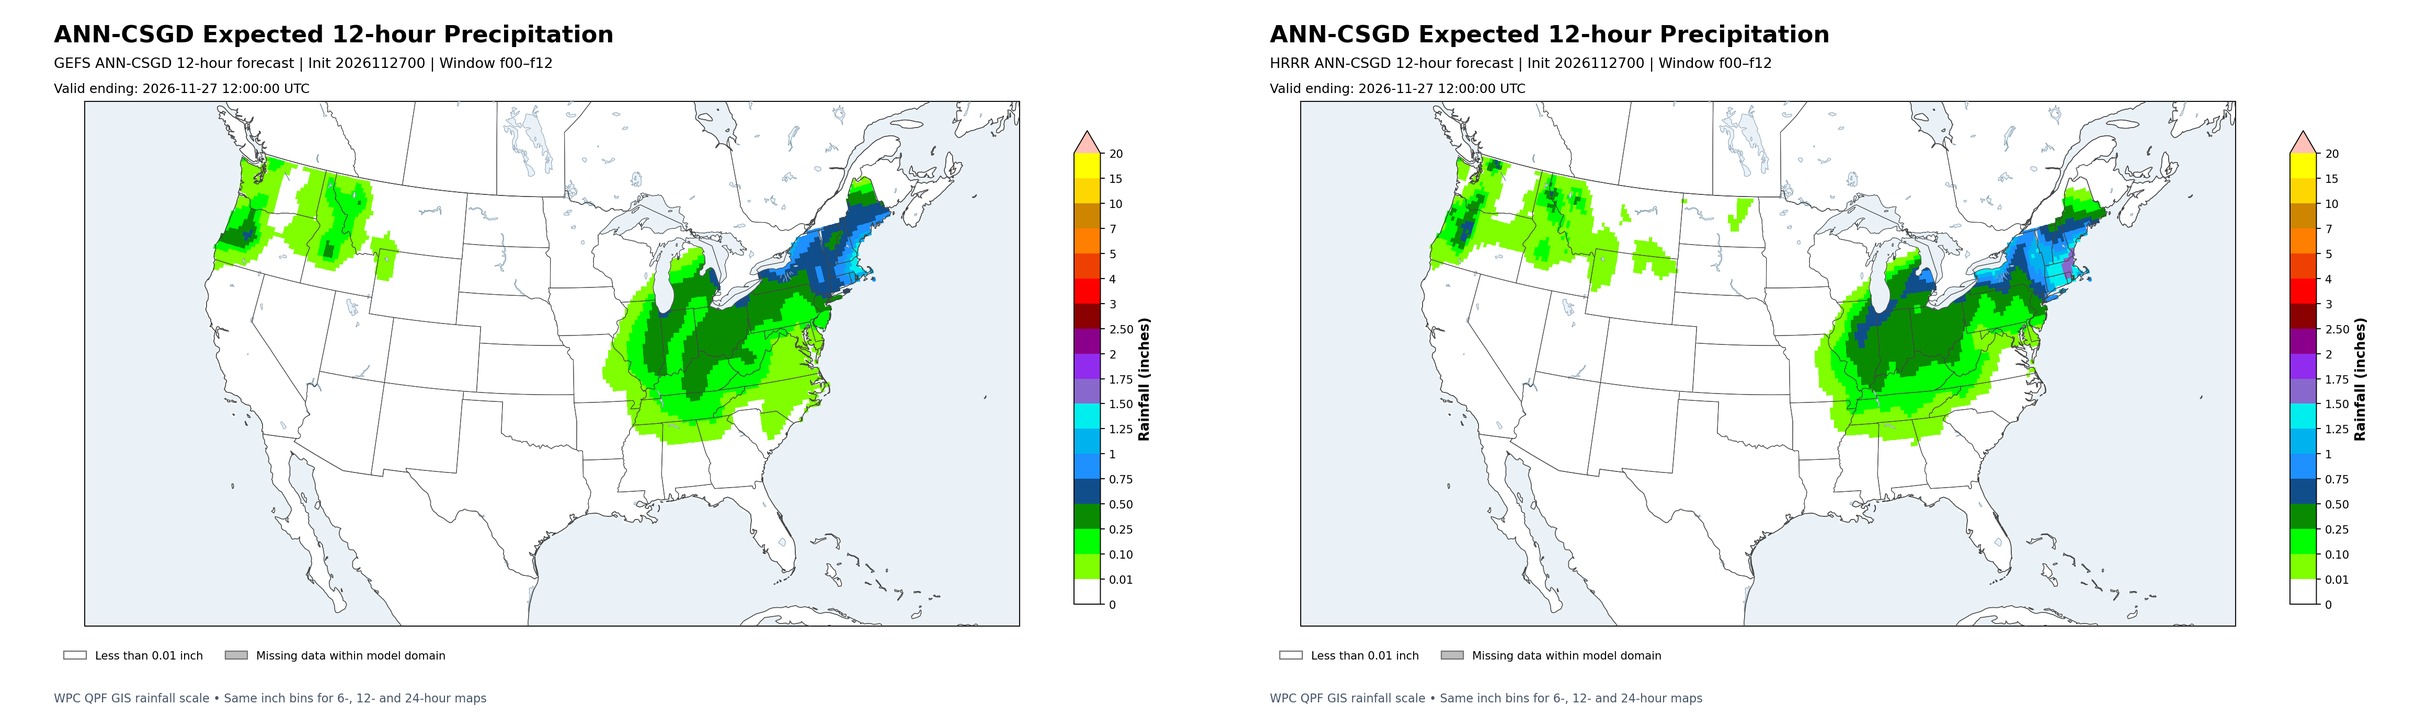 ANN-CSGD Expected 12-hour Precipitation
GEFS ANN-CSGD 12-hour forecast | Init 2026112700 | Window f00–f12
Valid ending: 2026-11-27 12:00:00 UTC
20
15
10
7
5
4
3
2.50
2
1.75
1.50
1.25
1
0.75
0.50
0.25
0.10
0.01
0
Rainfall (inches)
Less than 0.01 inch
Missing data within model domain
WPC QPF GIS rainfall scale • Same inch bins for 6-, 12- and 24-hour maps
ANN-CSGD Expected 12-hour Precipitation
HRRR ANN-CSGD 12-hour forecast | Init 2026112700 | Window f00–f12
Valid ending: 2026-11-27 12:00:00 UTC
20
15
10
7
5
4
3
2.50
2
1.75
1.50
1.25
1
0.75
0.50
0.25
0.10
0.01
0
Rainfall (inches)
Less than 0.01 inch
Missing data within model domain
WPC QPF GIS rainfall scale • Same inch bins for 6-, 12- and 24-hour maps